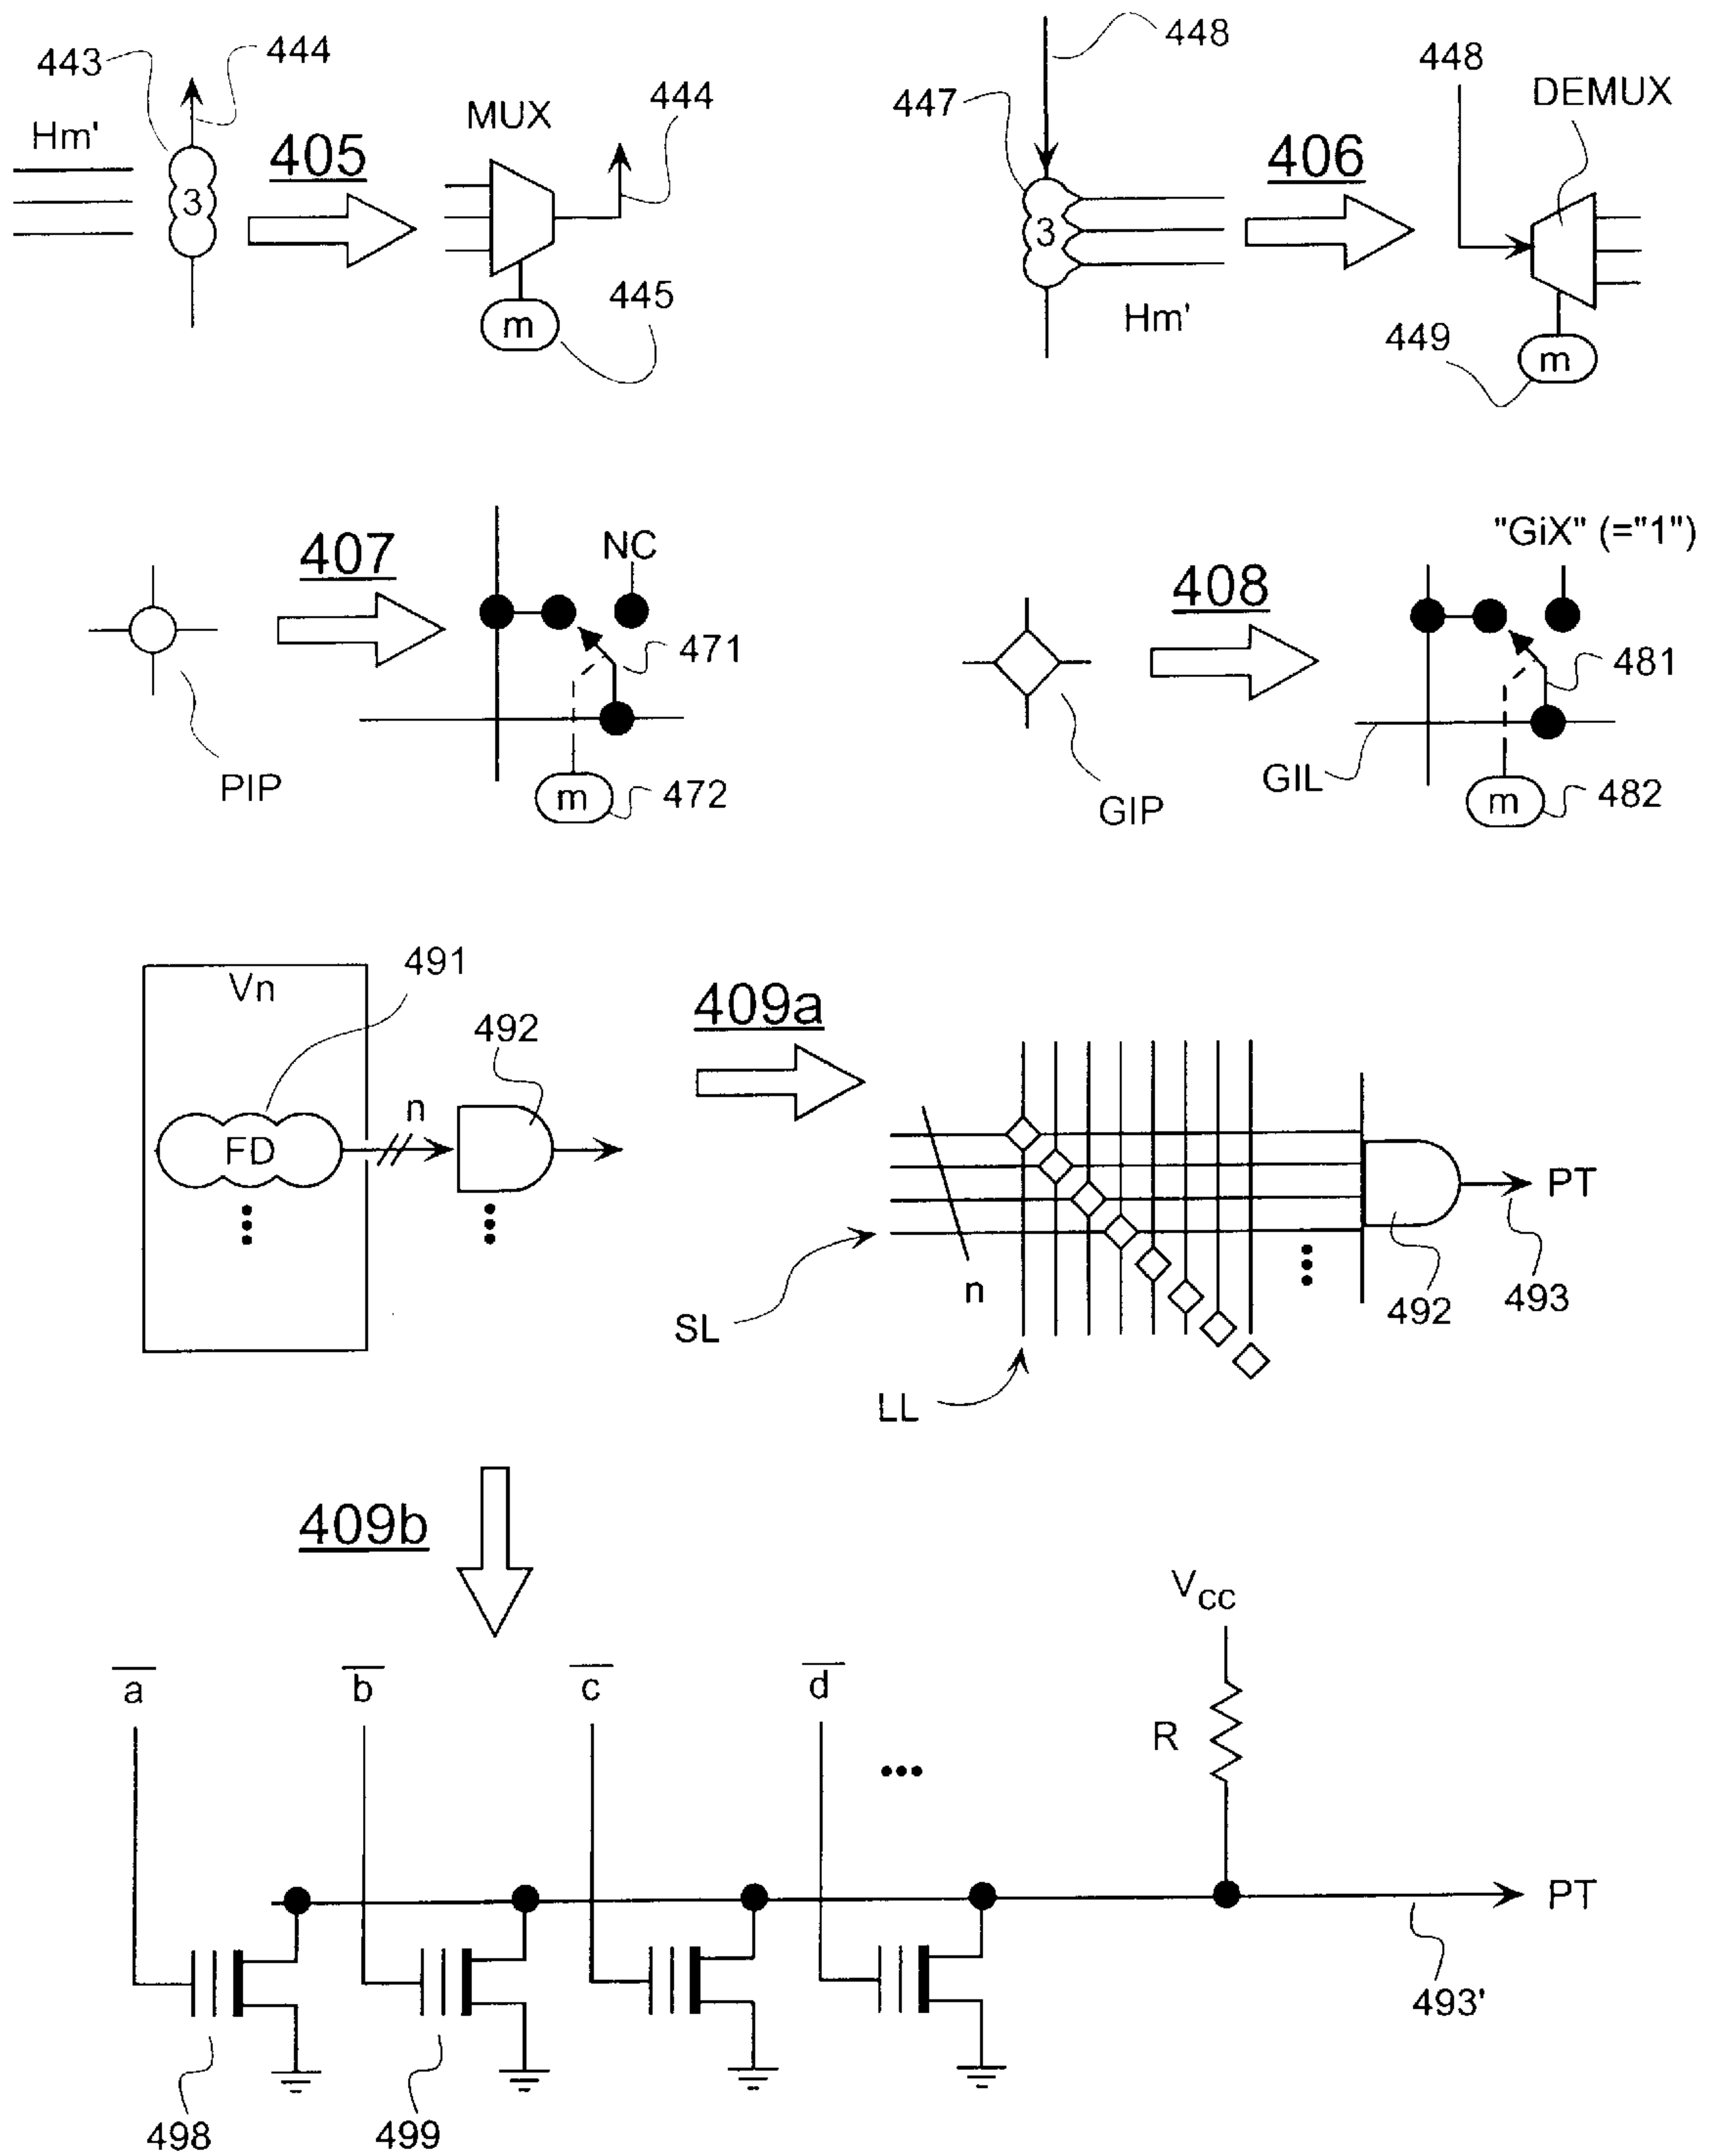 443
444
Hm'
3
405
MUX
444
m
445
448
447
3
Hm'
406
448
DEMUX
449
m
407
PIP
NC
471
m
472
408
GIP
"GiX" (="1")
481
GIL
m
482
Vn
491
FD
n
492
409a
SL
n
LL
492
PT
493
409b
a
b
c
d
•••
Vcc
R
PT
493'
498
499